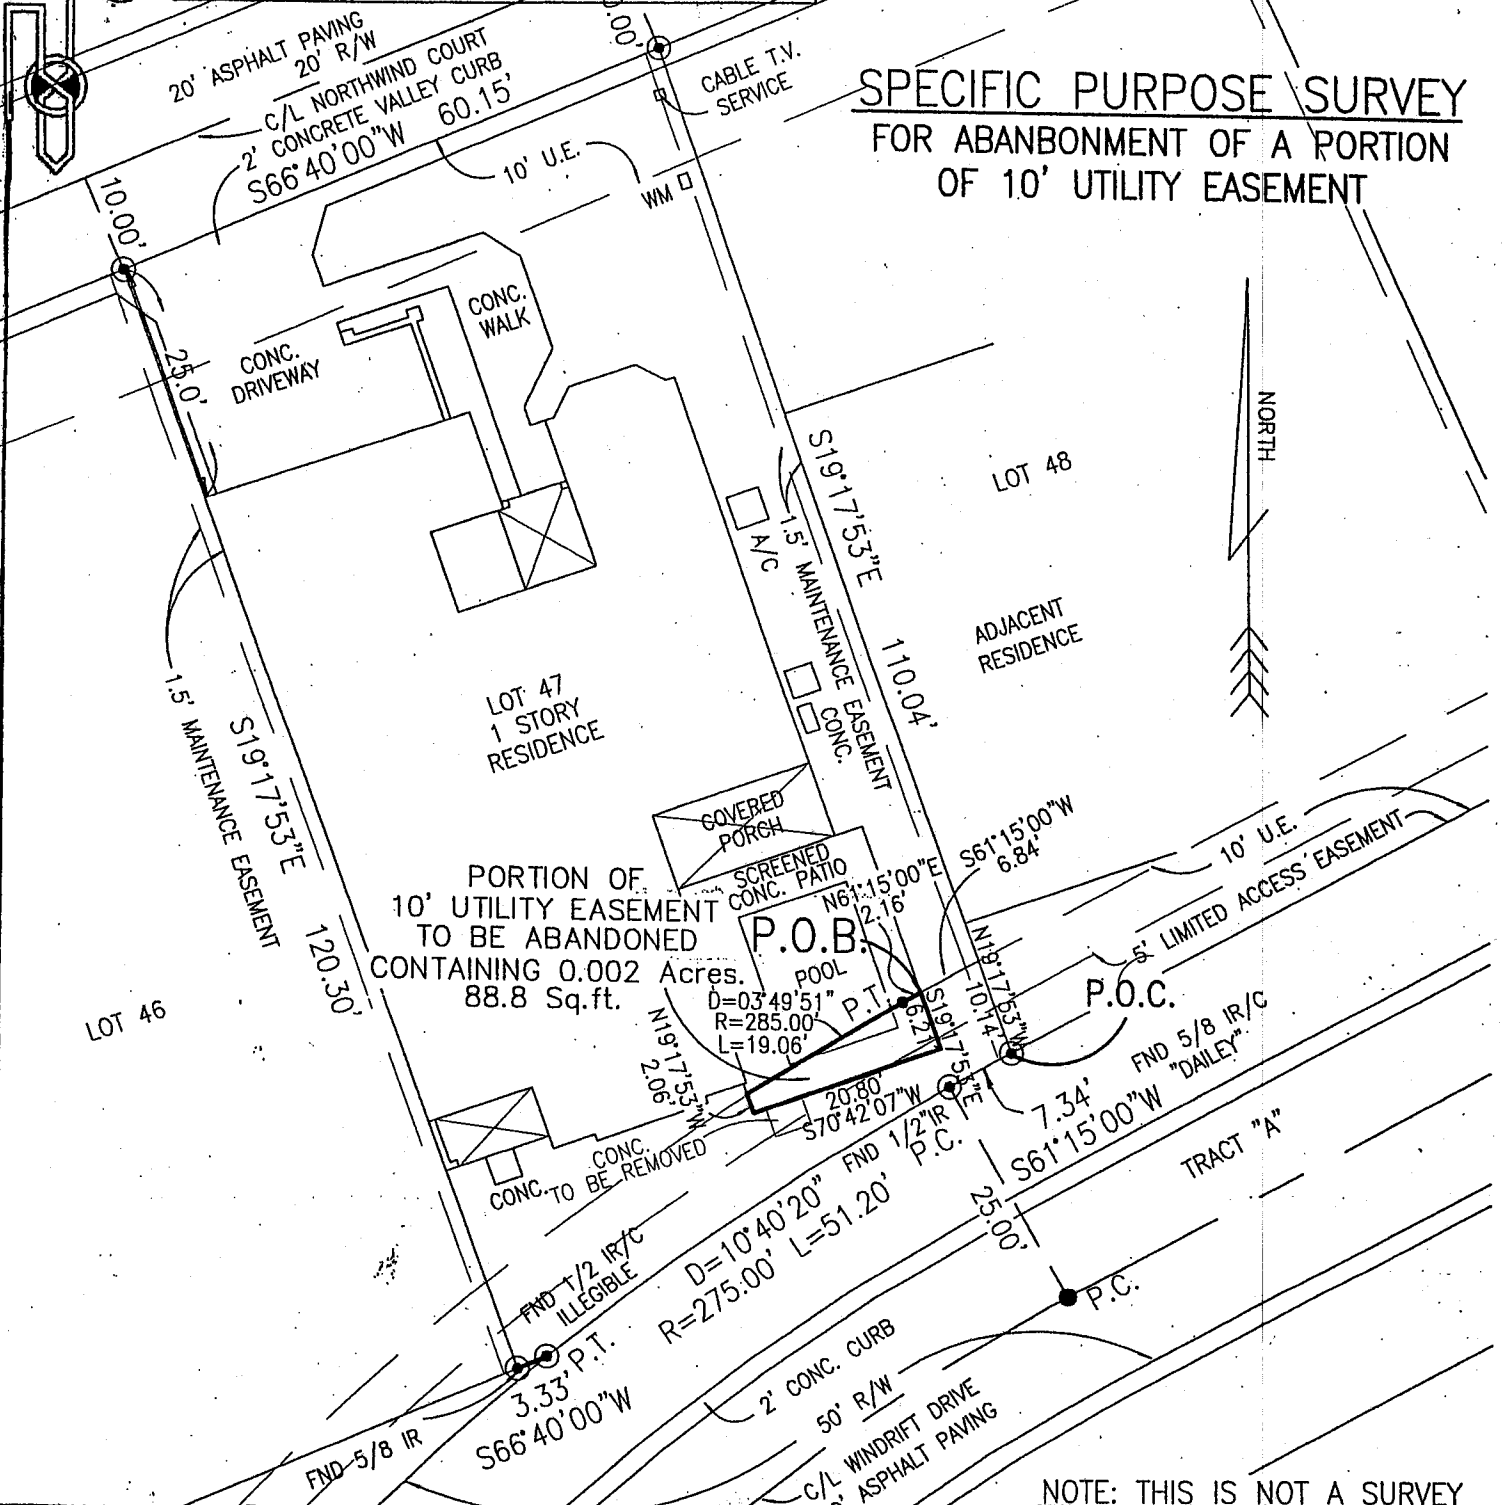 SPECIFIC PURPOSE SURVEY
FOR ABANBONMENT OF A PORTION
OF 10' UTILITY EASEMENT
20' ASPHALT PAVING
20' R/W
C/L NORTHWIND COURT
2' CONCRETE VALLEY CURB
S66°40'00"W 60.15'
10' U.E.
CABLE T.V.
SERVICE
WM
10.00'
25.0'
CONC.
DRIVEWAY
CONC.
WALK
NORTH
LOT 48
S19°17'53"E 110.04'
1.5' MAINTENANCE EASEMENT
A/C
CONC.
ADJACENT
RESIDENCE
LOT 47
1 STORY
RESIDENCE
1.5' MAINTENANCE EASEMENT
S19°17'53"E 120.30'
LOT 46
COVERED
PORCH
SCREENED
CONC. PATIO
N61°15'00"E
2.16'
S61°15'00"W
6.84'
10' U.E.
5' LIMITED ACCESS EASEMENT
PORTION OF
10' UTILITY EASEMENT
TO BE ABANDONED
CONTAINING 0.002 Acres.
88.8 Sq.ft.
P.O.B.
POOL
P.T.
D=03°49'51"
R=285.00'
L=19.06'
N19°17'53"W
2.06'
S19°17'53"E
6.21'
N19°17'53"W
10.14'
P.O.C.
20.80'
S70°42'07"W
FND 5/8 IR/C
"DAILEY"
7.34'
S61°15'00"W
TRACT "A"
FND 1/2"IR
P.C.
CONC.
TO BE REMOVED
CONC.
25.00'
P.C.
D=10°40'20" L=51.20'
R=275.00'
FND 1/2 IR/C
ILLEGIBLE
P.T.
3.33'
S66°40'00"W
FND 5/8 IR
2' CONC. CURB
50' R/W
C/L WINDRIFT DRIVE
ASPHALT PAVING
NOTE: THIS IS NOT A SURVEY